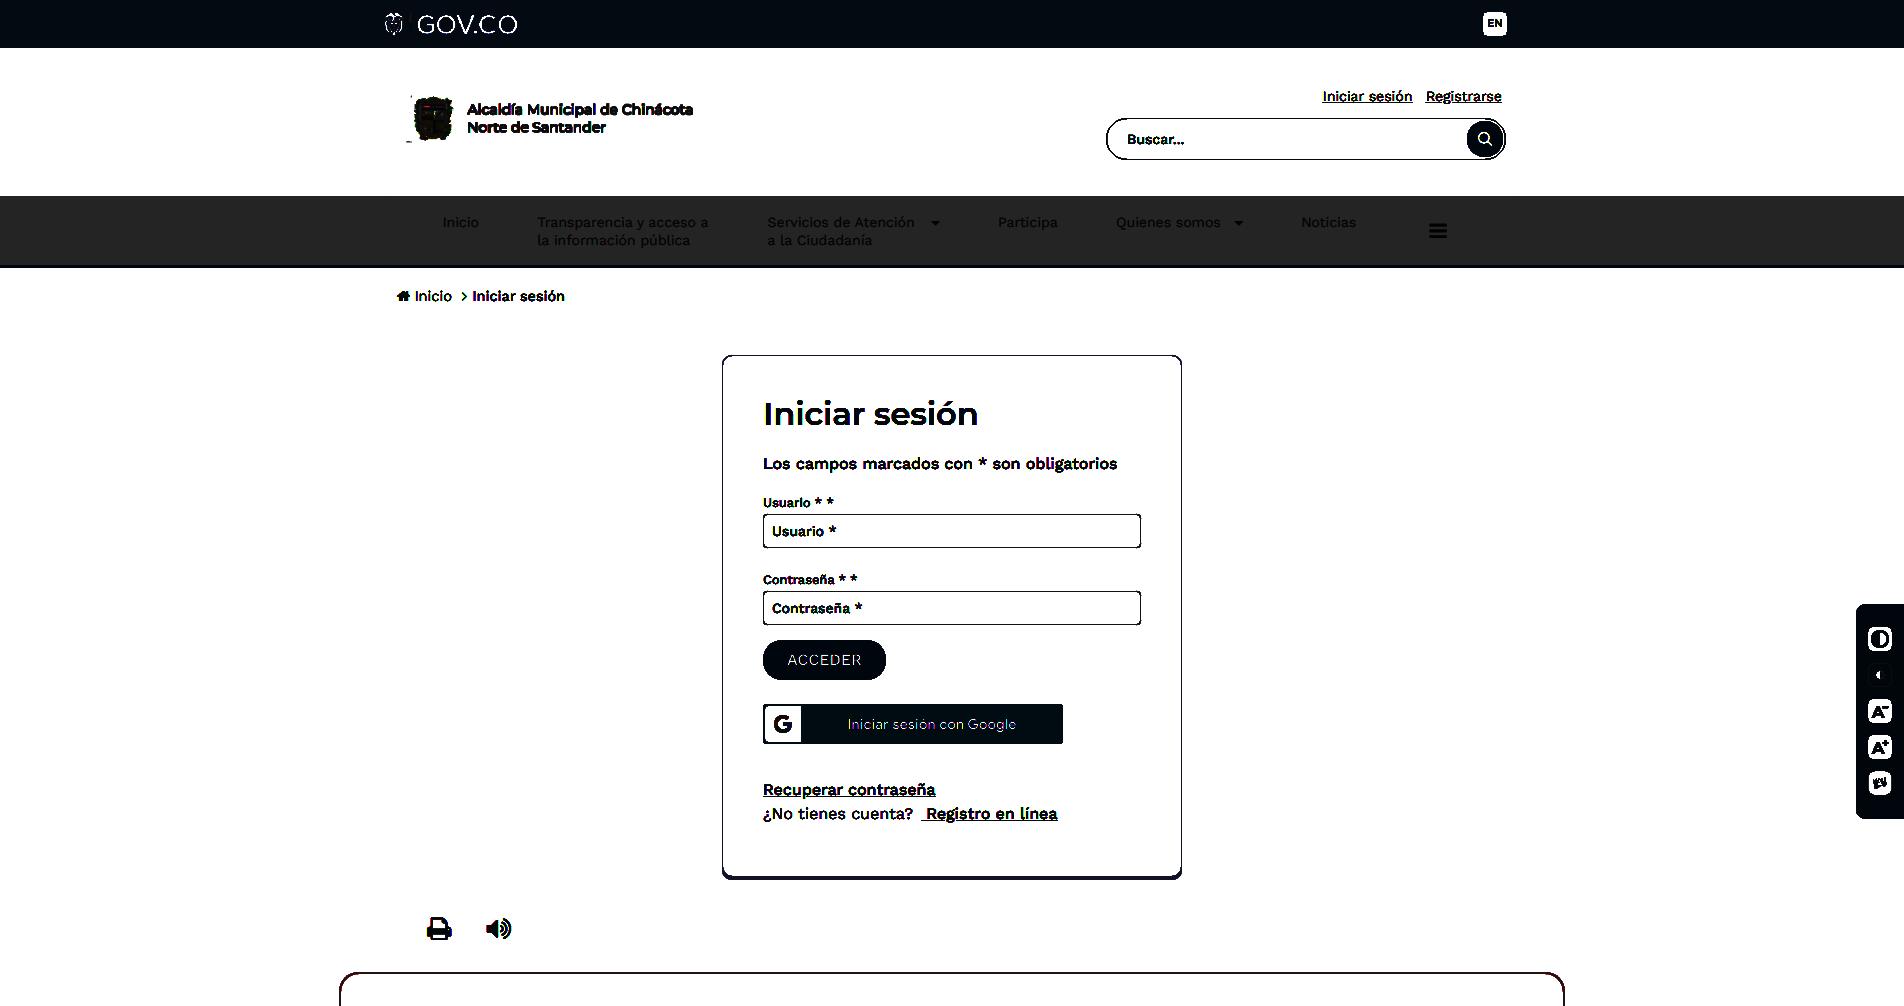 GOV.CO
EN
Alcaldía Municipal de Chinácota
Norte de Santander
Iniciar sesión Registrarse
Buscar...
Inicio
Transparencia y acceso a
la información pública
Servicios de Atención
a la Ciudadanía
Participa
Quienes somos
Noticias
Inicio > Iniciar sesión
Iniciar sesión
Los campos marcados con * son obligatorios
Usuario * *
Usuario *
Contraseña * *
Contraseña *
ACCEDER
G Iniciar sesión con Google
Recuperar contraseña
¿No tienes cuenta? Registro en línea
A-
A+